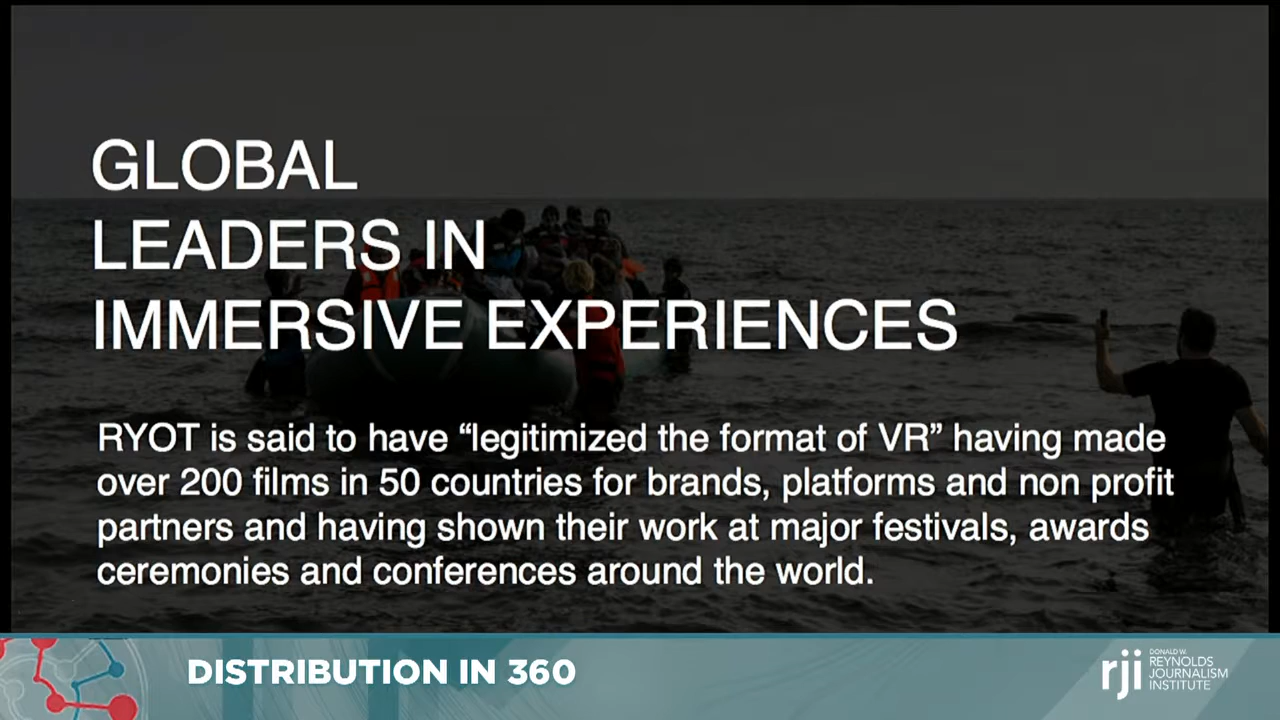 GLOBAL
LEADERS IN
IMMERSIVE EXPERIENCES
RYOT is said to have “legitimized the format of VR” having made
over 200 films in 50 countries for brands, platforms and non profit
partners and having shown their work at major festivals, awards
ceremonies and conferences around the world.
DISTRIBUTION IN 360
rji
DONALD W.
REYNOLDS
JOURNALISM
INSTITUTE